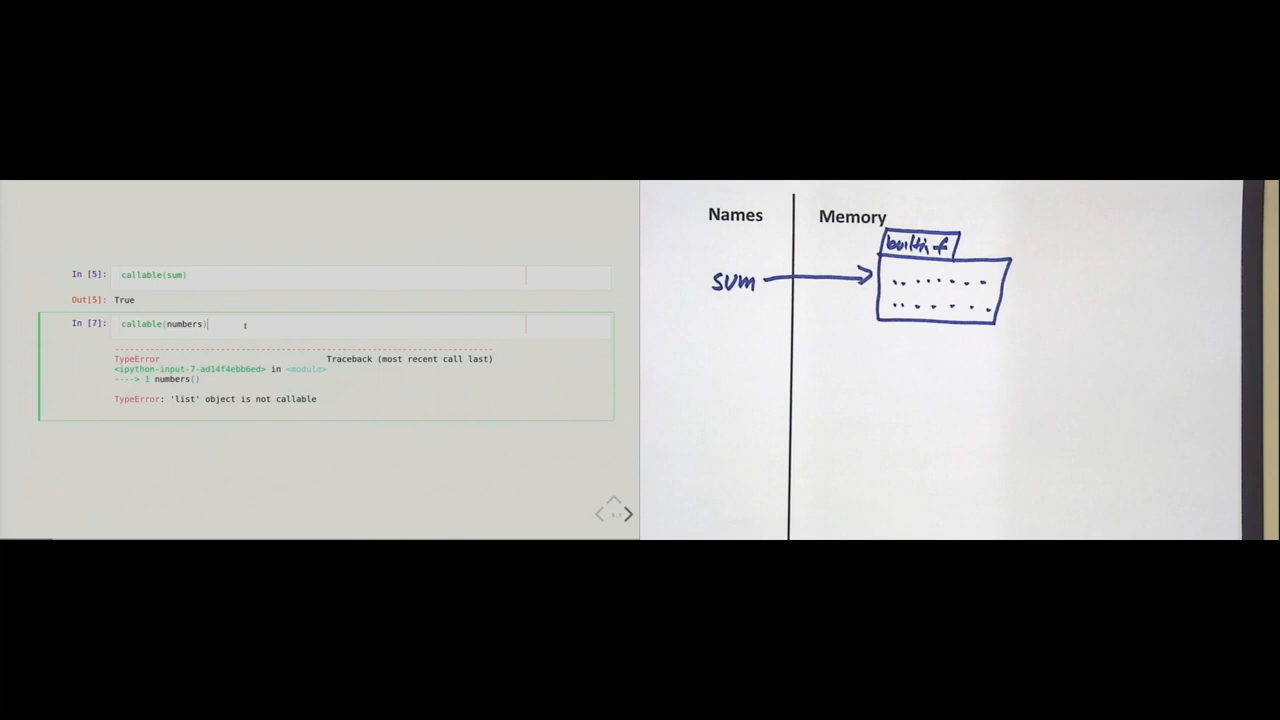 In [5]: callable(sum)
Out[5]: True
In [7]: callable(numbers)
TypeError Traceback (most recent call last)
<ipython-input-7-ad14f4ebb6ed> in <module>
----> 1 numbers()
TypeError: 'list' object is not callable
Names Memory
builtin f
sum